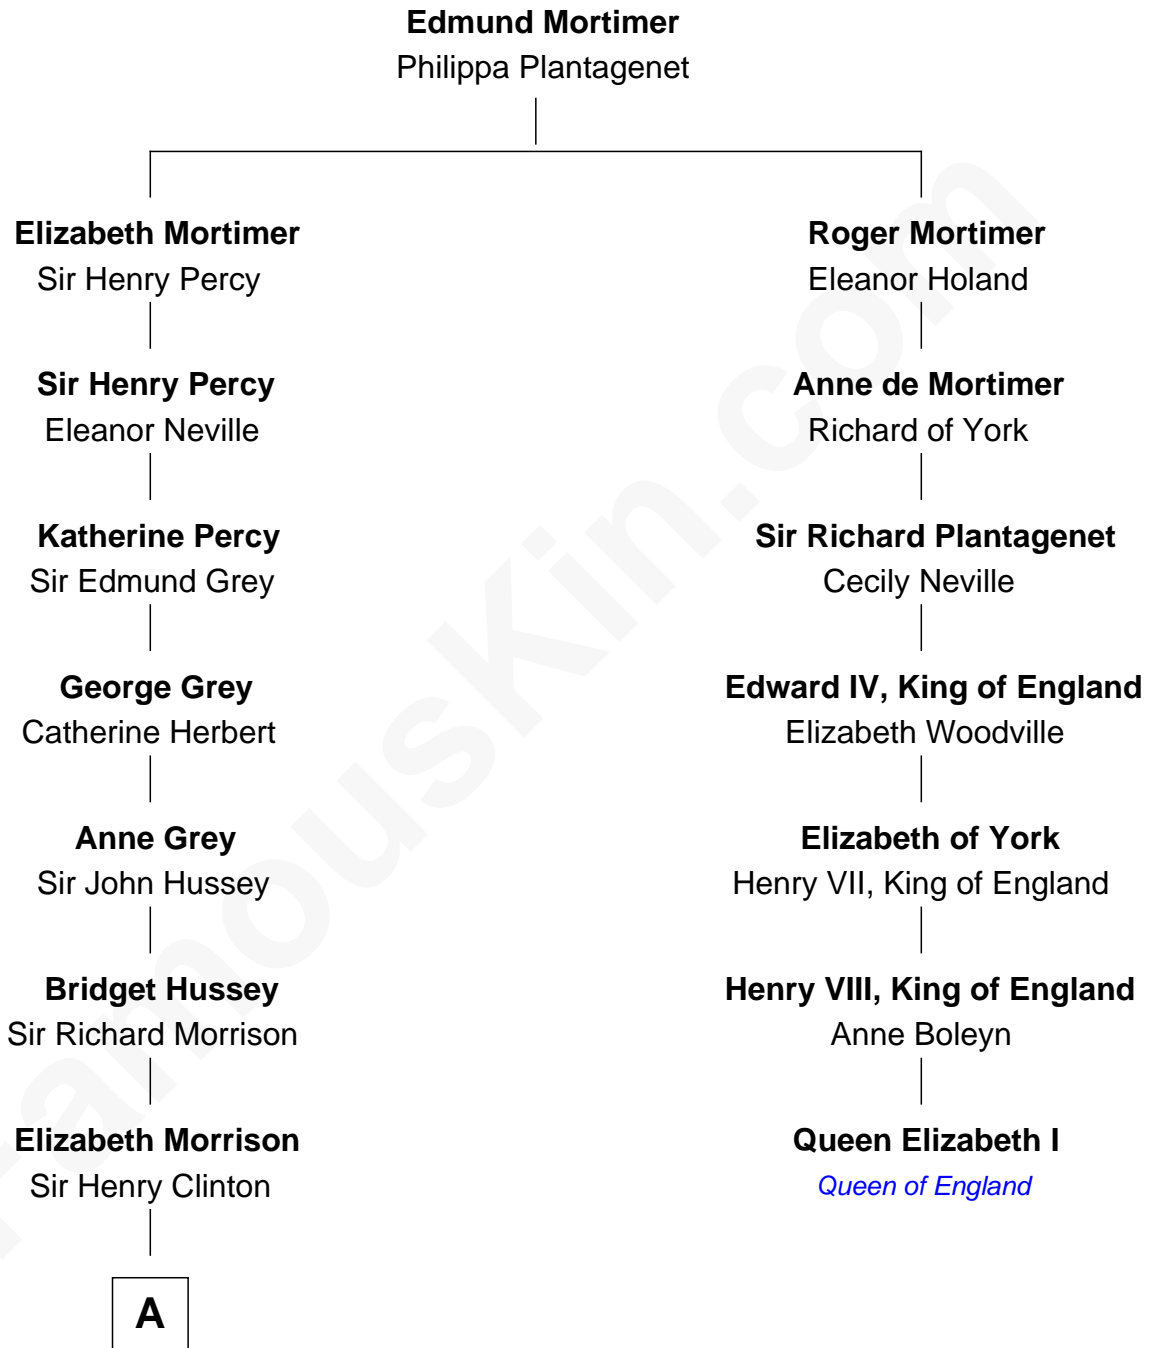 Edmund Mortimer
Philippa Plantagenet
Elizabeth Mortimer
Sir Henry Percy
Roger Mortimer
Eleanor Holand
Sir Henry Percy
Eleanor Neville
Anne de Mortimer
Richard of York
Katherine Percy
Sir Edmund Grey
Sir Richard Plantagenet
Cecily Neville
George Grey
Catherine Herbert
Edward IV, King of England
Elizabeth Woodville
Anne Grey
Sir John Hussey
Elizabeth of York
Henry VII, King of England
Bridget Hussey
Sir Richard Morrison
Henry VIII, King of England
Anne Boleyn
Elizabeth Morrison
Sir Henry Clinton
Queen Elizabeth I
Queen of England
A
FamousKin.com